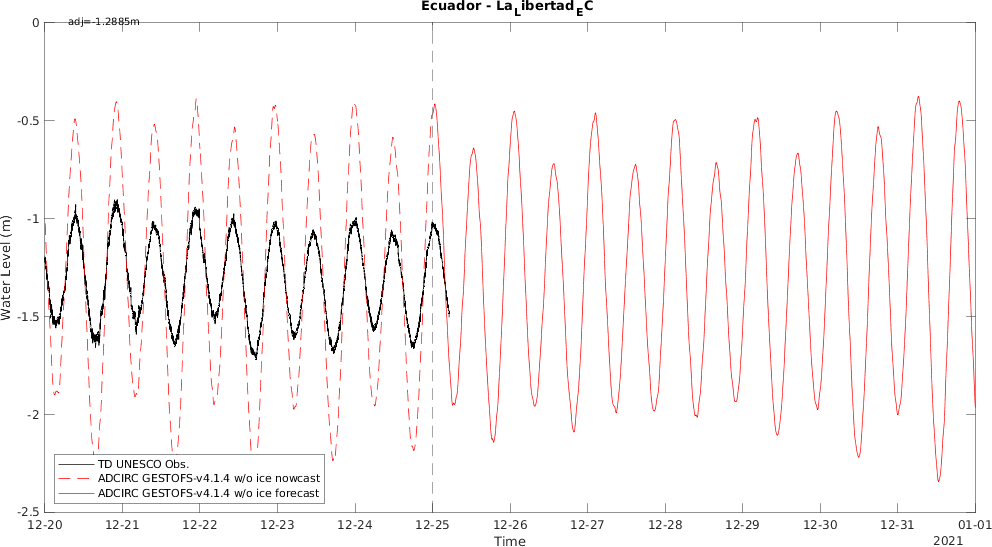 Ecuador - LaLibertadEC
adj=-1.2885m
0
-0.5
-1
-1.5
-2
-2.5
Water Level (m)
TD UNESCO Obs.
ADCIRC GESTOFS-v4.1.4 w/o ice nowcast
ADCIRC GESTOFS-v4.1.4 w/o ice forecast
12-20 12-21 12-22 12-23 12-24 12-25 12-26 12-27 12-28 12-29 12-30 12-31 01-01
Time
2021